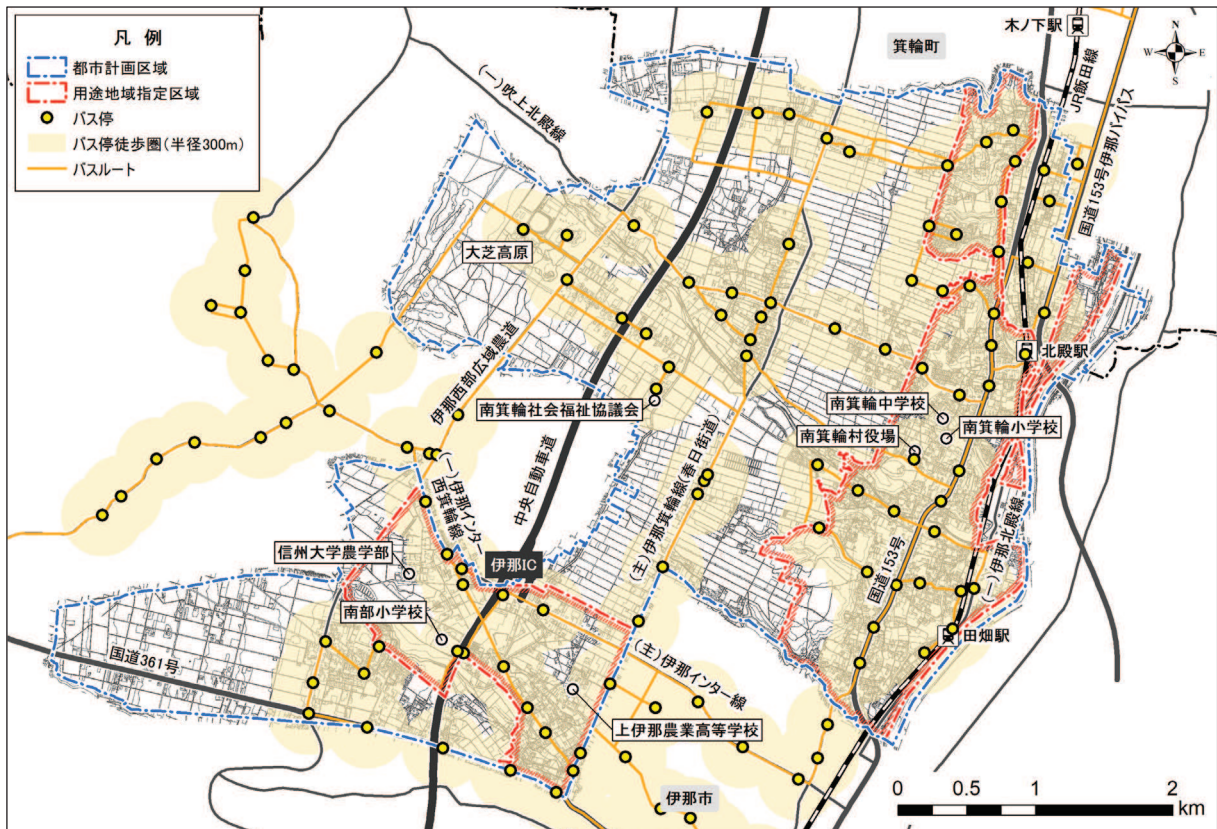 凡 例
都市計画区域
用途地域指定区域
バス停
バス停徒歩圏(半径300m)
バスルート
木ノ下駅
箕輪町
N
W
E
S
JR飯田線
国道153号伊那バイパス
(一)吹上北殿線
大芝高原
伊那西部広域農道
北殿駅
南箕輪社会福祉協議会
南箕輪中学校
南箕輪小学校
南箕輪村役場
(一)伊那インター
西箕輪線
中央自動車道
(主)伊那箕輪線(春日街道)
信州大学農学部
伊那IC
国道153号
(一)伊那北殿線
南部小学校
田畑駅
国道361号
(主)伊那インター線
上伊那農業高等学校
伊那市
0
0.5
1
2
km